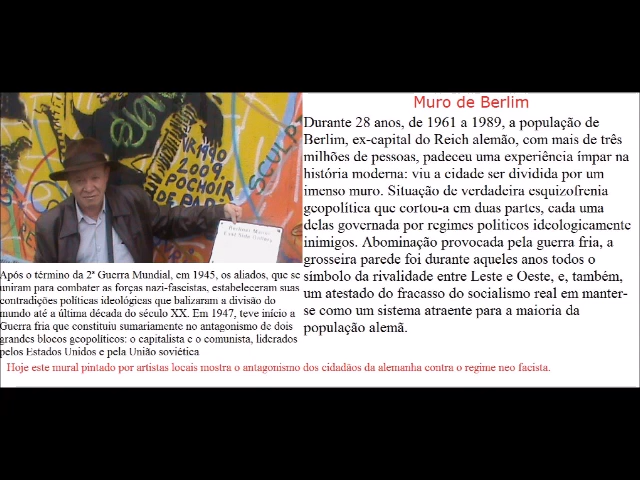 Muro de Berlim
Durante 28 anos, de 1961 a 1989, a população de
Berlim, ex-capital do Reich alemão, com mais de três
milhões de pessoas, padeceu uma experiência ímpar na
história moderna: viu a cidade ser dividida por um
imenso muro. Situação de verdadeira esquizofrenia
geopolítica que cortou-a em duas partes, cada uma
delas governada por regimes politicos ideologicamente
inimigos. Abominação provocada pela guerra fria, a
grosseira parede foi durante aqueles anos todos o
simbolo da rivalidade entre Leste e Oeste, e, também,
um atestado do fracasso do socialismo real em manter-
se como um sistema atraente para a maioria da
população alemã.
VR1990
2009.
POCHOIR
DE PARI
SCULP
Após o término da 2ª Guerra Mundial, em 1945, os aliados, que se
uniram para combater as forças nazi-fascistas, estabeleceram suas
contradições políticas ideológicas que balizaram a divisão do
mundo até a última década do século XX. Em 1947, teve início a
Guerra fria que constituiu sumariamente no antagonismo de dois
grandes blocos geopolíticos: o capitalista e o comunista, liderados
pelos Estados Unidos e pela União soviética
Hoje este mural pintado por artistas locais mostra o antagonismo dos cidadãos da alemanha contra o regime neo facista.